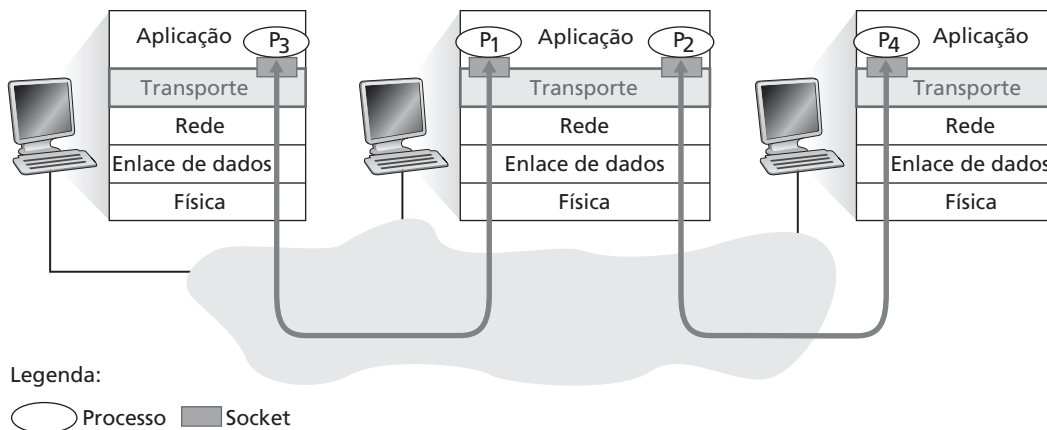 Aplicação P3 P1 Aplicação P2 P4 Aplicação
Transporte Transporte Transporte
Rede Rede Rede
Enlace de dados Enlace de dados Enlace de dados
Física Física Física
Legenda:
Processo Socket